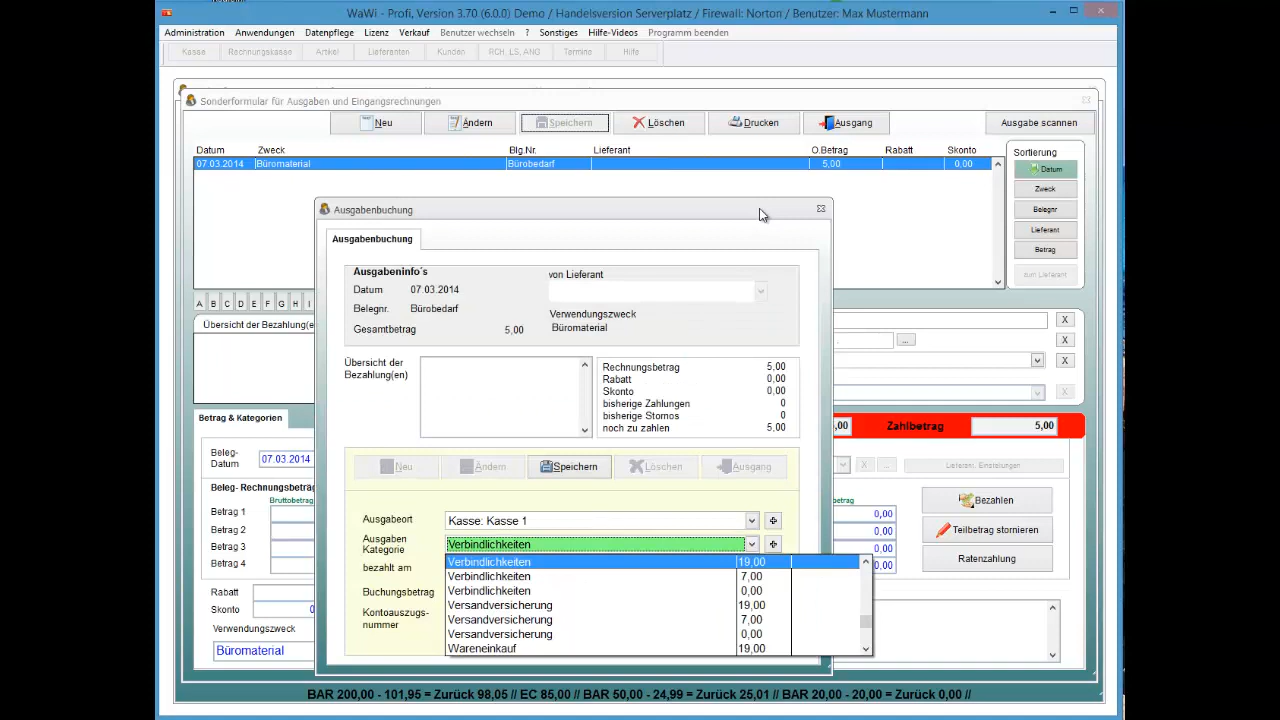 WaWi - Profi, Version 3.70 (6.0.0) Demo / Handelsversion Serverplatz / Firewall: Norton / Benutzer: Max Mustermann
Administration Anwendungen Datenpflege Lizenz Verkauf Benutzer wechseln ? Sonstiges Hilfe-Videos Programm beenden
Kasse Rechnungskasse Artikel Lieferanten Kunden RCH, LS, ANG Termine Hilfe
Sonderformular für Ausgaben und Eingangsrechnungen
Neu Ändern Speichern Löschen Drucken Ausgang Ausgabe scannen
Datum Zweck Blg.Nr. Lieferant O.Betrag Rabatt Skonto
07.03.2014 Büromaterial Bürobedarf 5,00 0,00
Sortierung
Datum
Zweck
Belegnr
Lieferant
Betrag
zum Lieferant
Ausgabenbuchung
Ausgabenbuchung
Ausgabeninfo´s
von Lieferant
Datum 07.03.2014
Belegnr. Bürobedarf
Verwendungszweck
Büromaterial
Gesamtbetrag 5,00
A B C D E F G H I
Übersicht der Bezahlung(e
X
. ... X
X
X
Übersicht der
Bezahlung(en)
Rechnungsbetrag 5,00
Rabatt 0,00
Skonto 0,00
bisherige Zahlungen 0
bisherige Stornos 0
noch zu zahlen 5,00
Betrag & Kategorien
,00 Zahlbetrag 5,00
Beleg-
Datum 07.03.2014
X ... Lieferant. Einstellungen
Neu Ändern Speichern Löschen Ausgang
Beleg- Rechnungsbetra
Bruttobetrag
Betrag 1
Betrag 2
Betrag 3
Betrag 4
betrag
0,00
0,00
0,00
0,00
Bezahlen
Teilbetrag stornieren
Ratenzahlung
Ausgabeort Kasse: Kasse 1
Ausgaben
Kategorie
Verbindlichkeiten
bezahlt am
Buchungsbetrag
Kontoauszugs-
nummer
Verbindlichkeiten 19,00
Verbindlichkeiten 7,00
Verbindlichkeiten 0,00
Versandversicherung 19,00
Versandversicherung 7,00
Versandversicherung 0,00
Wareneinkauf 19,00
Rabatt
Skonto 0
Verwendungszweck
Büromaterial
BAR 200,00 - 101,95 = Zurück 98,05 // EC 85,00 // BAR 50,00 - 24,99 = Zurück 25,01 // BAR 20,00 - 20,00 = Zurück 0,00 //